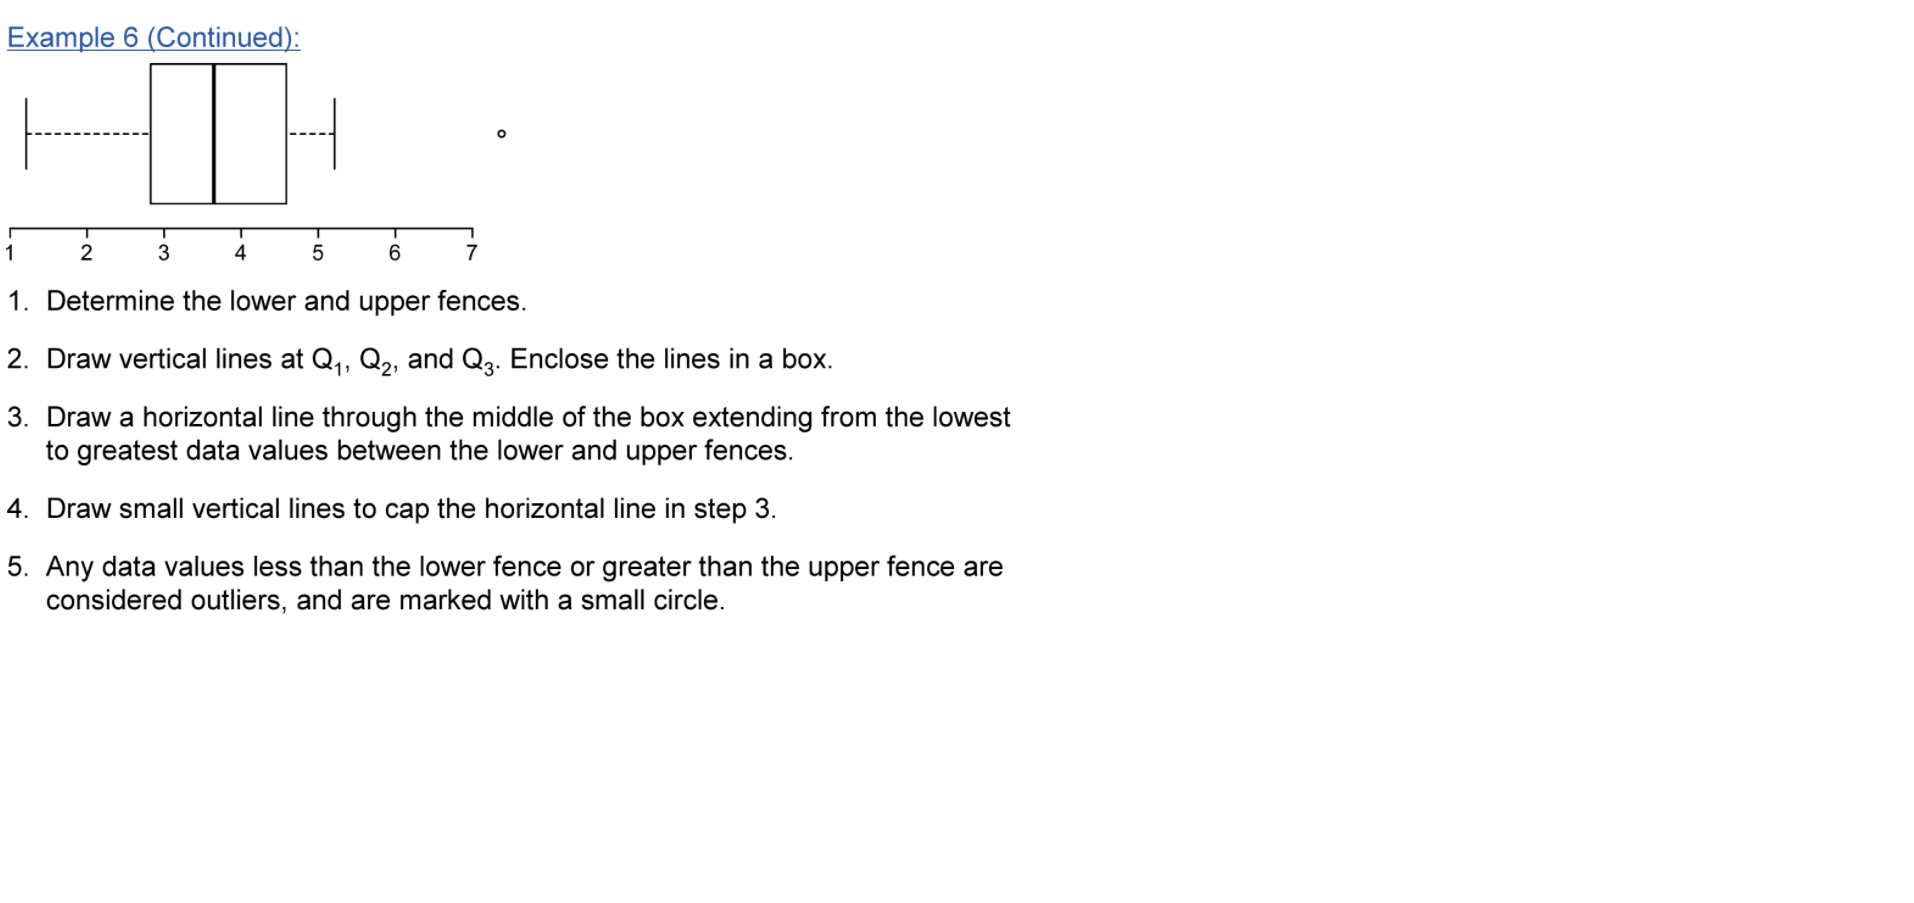 Example 6 (Continued):
1 2 3 4 5 6 7
1. Determine the lower and upper fences.
2. Draw vertical lines at Q₁, Q₂, and Q₃. Enclose the lines in a box.
3. Draw a horizontal line through the middle of the box extending from the lowest
to greatest data values between the lower and upper fences.
4. Draw small vertical lines to cap the horizontal line in step 3.
5. Any data values less than the lower fence or greater than the upper fence are
considered outliers, and are marked with a small circle.